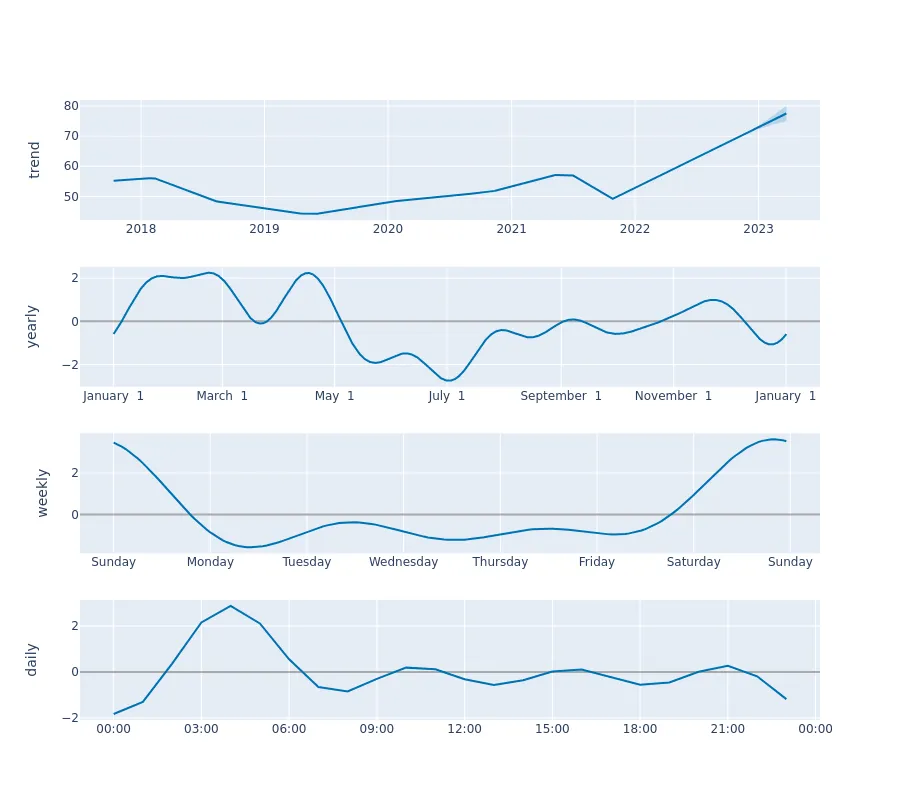 trend
80
70
60
50
2018 2019 2020 2021 2022 2023
yearly
2
0
−2
January 1 March 1 May 1 July 1 September 1 November 1 January 1
weekly
2
0
Sunday Monday Tuesday Wednesday Thursday Friday Saturday Sunday
daily
2
0
−2
00:00 03:00 06:00 09:00 12:00 15:00 18:00 21:00 00:00